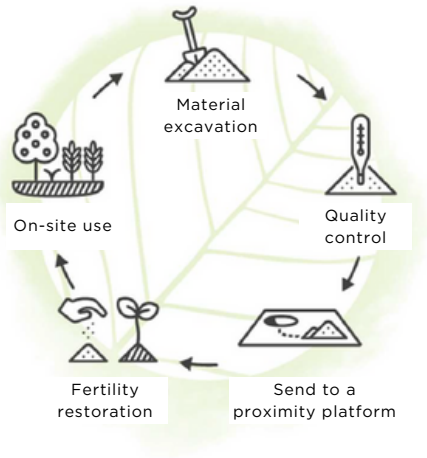 Material
excavation
Quality
control
Send to a
proximity platform
Fertility
restoration
On-site use